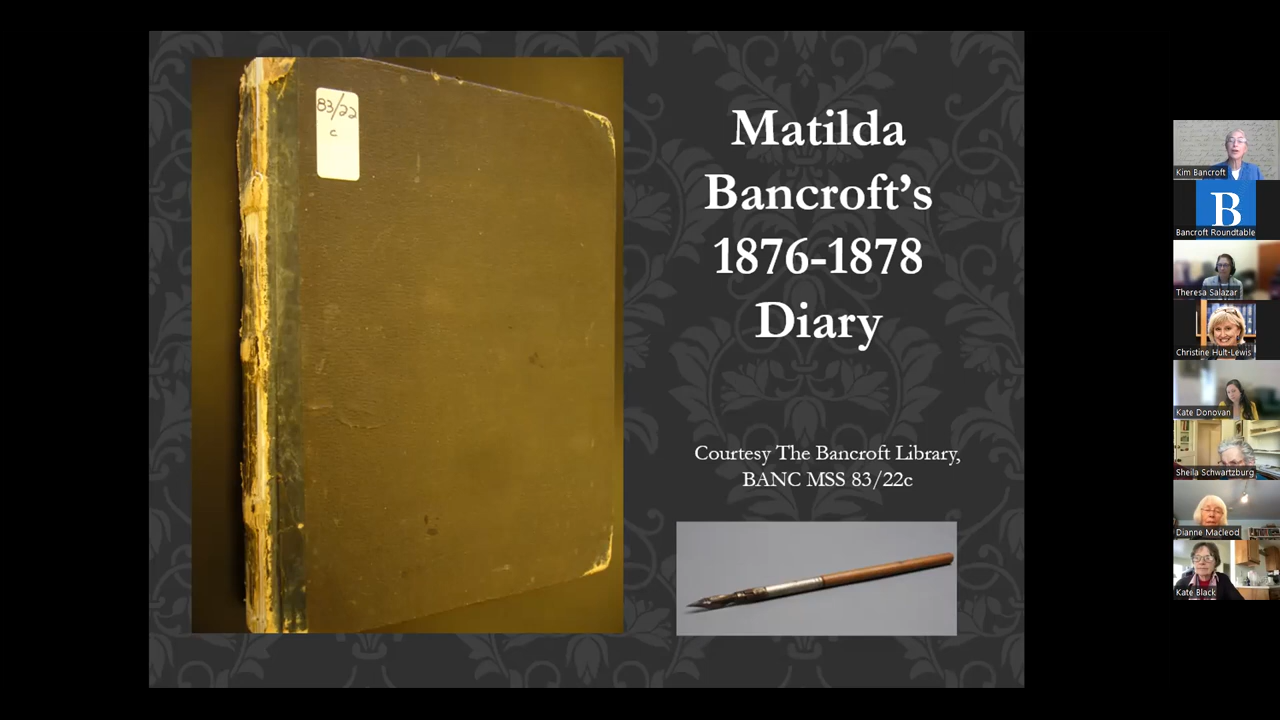 83/22
c
Matilda
Bancroft’s
1876-1878
Diary
Courtesy The Bancroft Library,
BANC MSS 83/22c
Kim Bancroft
B
Bancroft Roundtable
Theresa Salazar
Christine Hult-Lewis
Kate Donovan
Sheila Schwartzburg
Dianne Macleod
Kate Black